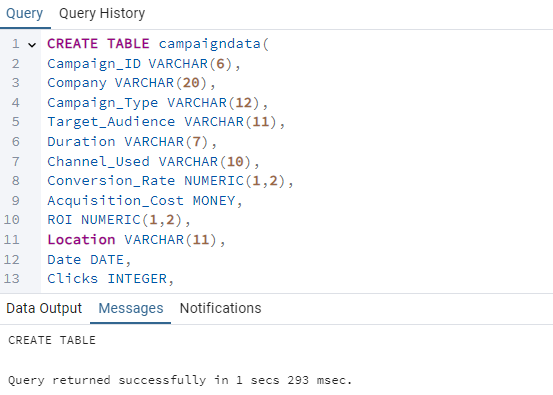 Query Query History
1 CREATE TABLE campaigndata(
2 Campaign_ID VARCHAR(6),
3 Company VARCHAR(20),
4 Campaign_Type VARCHAR(12),
5 Target_Audience VARCHAR(11),
6 Duration VARCHAR(7),
7 Channel_Used VARCHAR(10),
8 Conversion_Rate NUMERIC(1,2),
9 Acquisition_Cost MONEY,
10 ROI NUMERIC(1,2),
11 Location VARCHAR(11),
12 Date DATE,
13 Clicks INTEGER,
Data Output Messages Notifications
CREATE TABLE
Query returned successfully in 1 secs 293 msec.